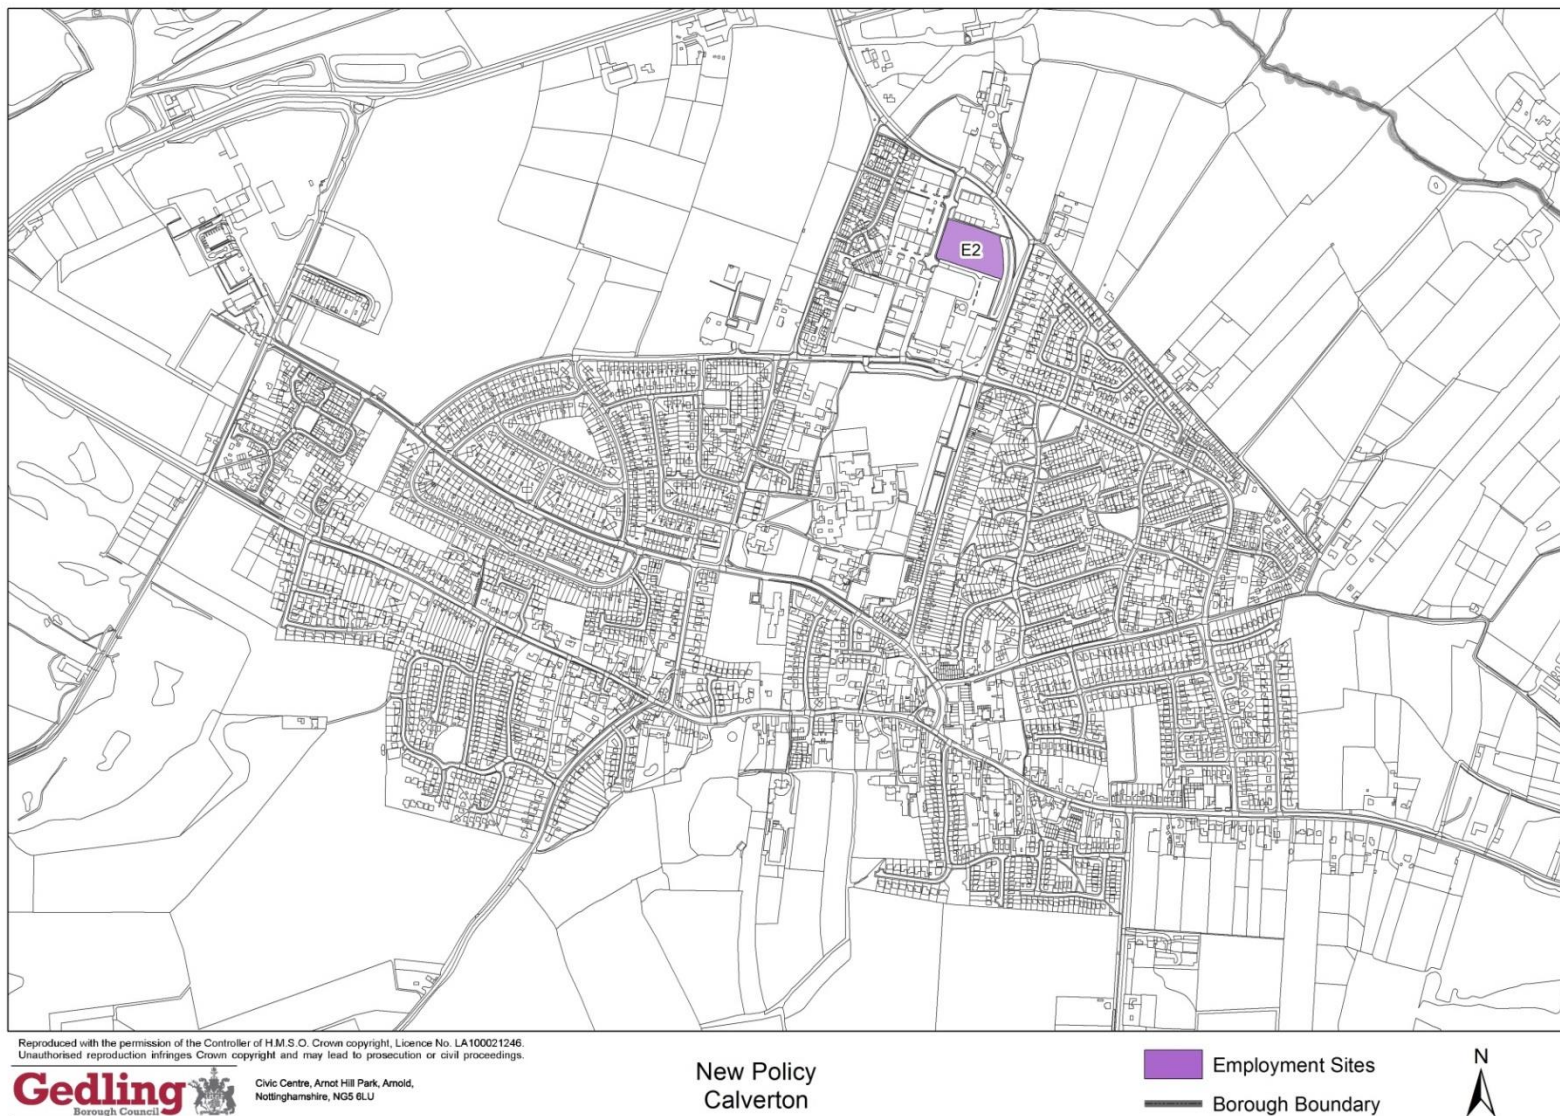 E2
Reproduced with the permission of the Controller of H.M.S.O. Crown copyright, Licence No. LA100021246.
Unauthorised reproduction infringes Crown copyright and may lead to prosecution or civil proceedings.
Gedling
Borough Council
Civic Centre, Arnot Hill Park, Arnold,
Nottinghamshire, NG5 6LU
New Policy
Calverton
Employment Sites
Borough Boundary
N